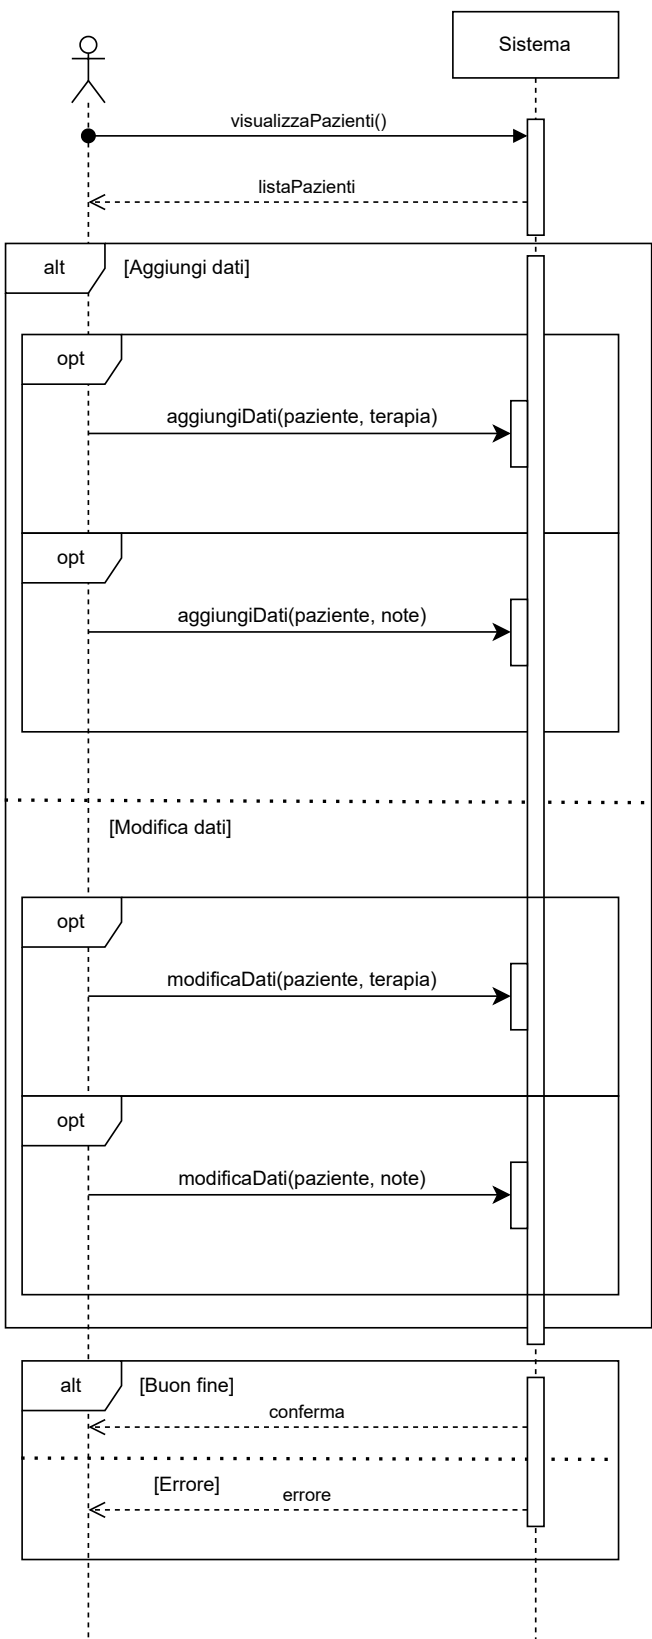 Sistema
visualizzaPazienti()
listaPazienti
alt
[Aggiungi dati]
opt
aggiungiDati(paziente, terapia)
opt
aggiungiDati(paziente, note)
[Modifica dati]
opt
modificaDati(paziente, terapia)
opt
modificaDati(paziente, note)
alt
[Buon fine]
conferma
[Errore]
errore